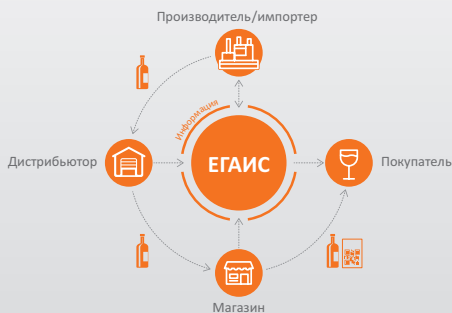 Производитель/импортер
Информация
Дистрибьютор
ЕГАИС
Покупатель
Магазин